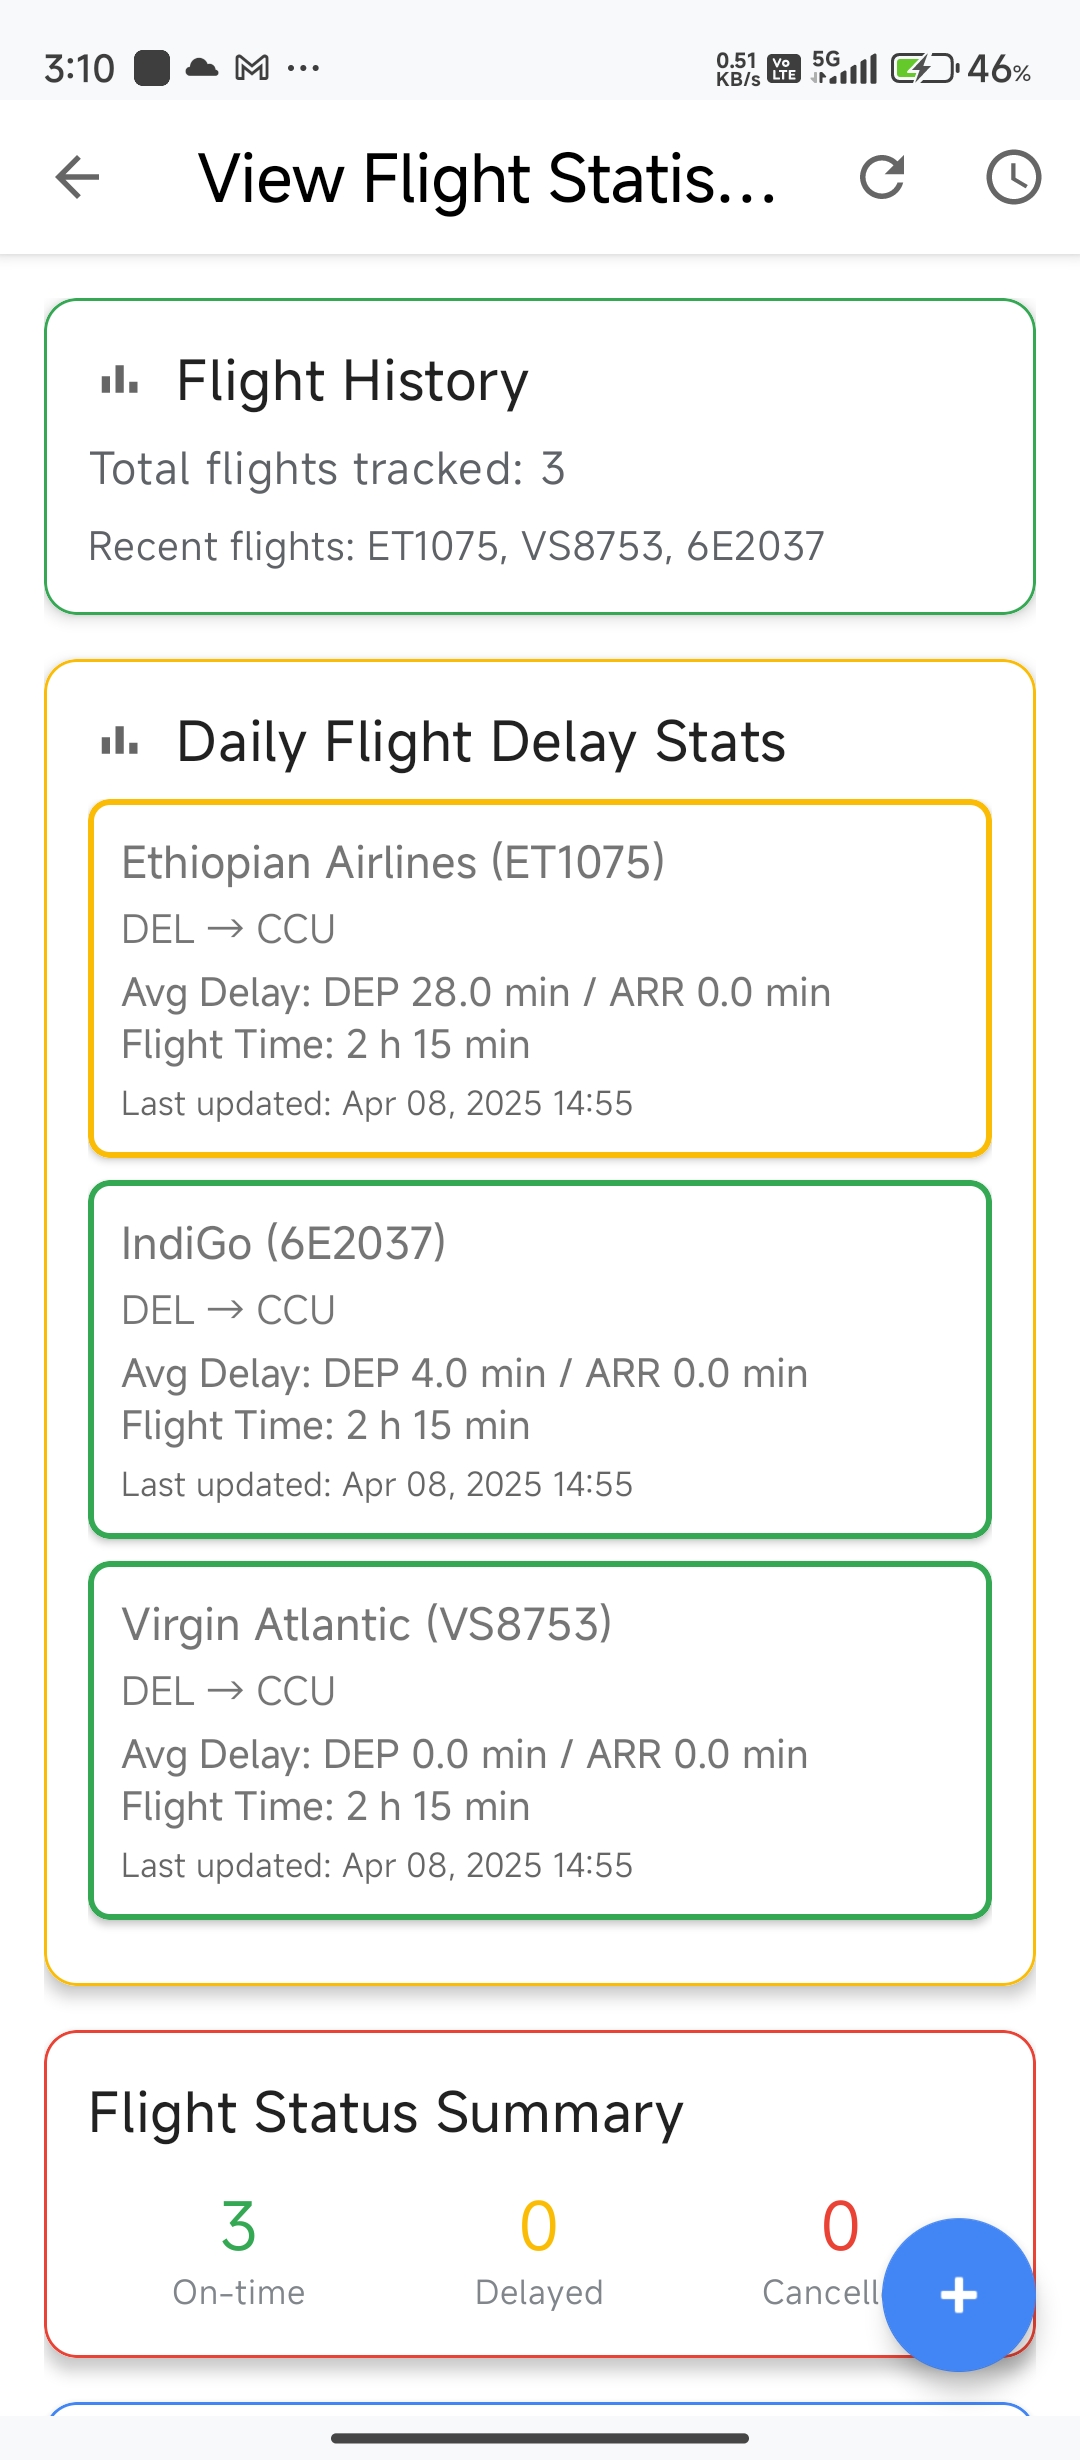 3:10 ... 0.51 KB/s Vo LTE 5G 46%
View Flight Statis...
Flight History
Total flights tracked: 3
Recent flights: ET1075, VS8753, 6E2037
Daily Flight Delay Stats
Ethiopian Airlines (ET1075)
DEL → CCU
Avg Delay: DEP 28.0 min / ARR 0.0 min
Flight Time: 2 h 15 min
Last updated: Apr 08, 2025 14:55
IndiGo (6E2037)
DEL → CCU
Avg Delay: DEP 4.0 min / ARR 0.0 min
Flight Time: 2 h 15 min
Last updated: Apr 08, 2025 14:55
Virgin Atlantic (VS8753)
DEL → CCU
Avg Delay: DEP 0.0 min / ARR 0.0 min
Flight Time: 2 h 15 min
Last updated: Apr 08, 2025 14:55
Flight Status Summary
3 0 0
On-time Delayed Cancell
+